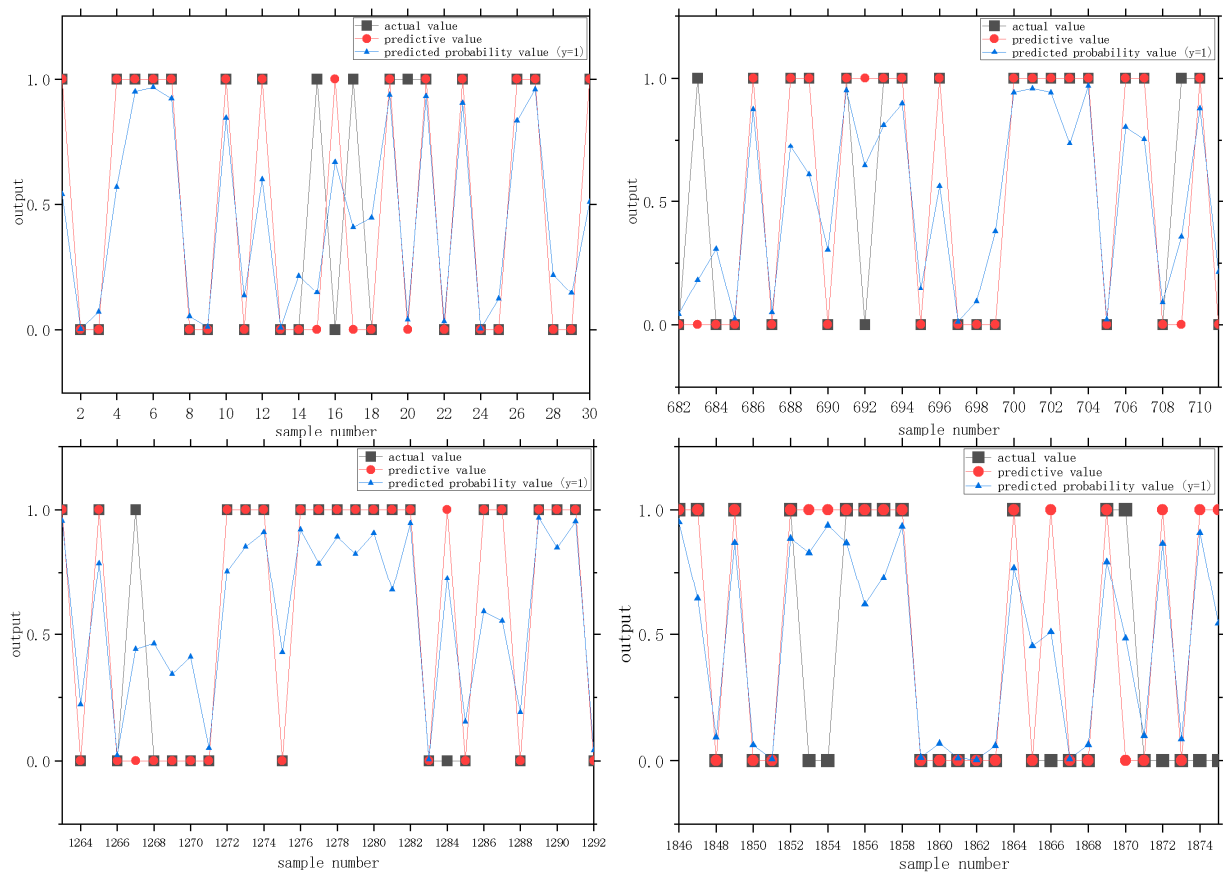 actual value
predictive value
predicted probability value (y=1)
1.0
0.5
0.0
output
2 4 6 8 10 12 14 16 18 20 22 24 26 28 30
sample number
actual value
predictive value
predicted probability value (y=1)
1.0
0.5
0.0
output
682 684 686 688 690 692 694 696 698 700 702 704 706 708 710
sample number
actual value
predictive value
predicted probability value (y=1)
1.0
0.5
0.0
output
1264 1266 1268 1270 1272 1274 1276 1278 1280 1282 1284 1286 1288 1290 1292
sample number
actual value
predictive value
predicted probability value (y=1)
1.0
0.5
0.0
output
1846 1848 1850 1852 1854 1856 1858 1860 1862 1864 1866 1868 1870 1872 1874
sample number